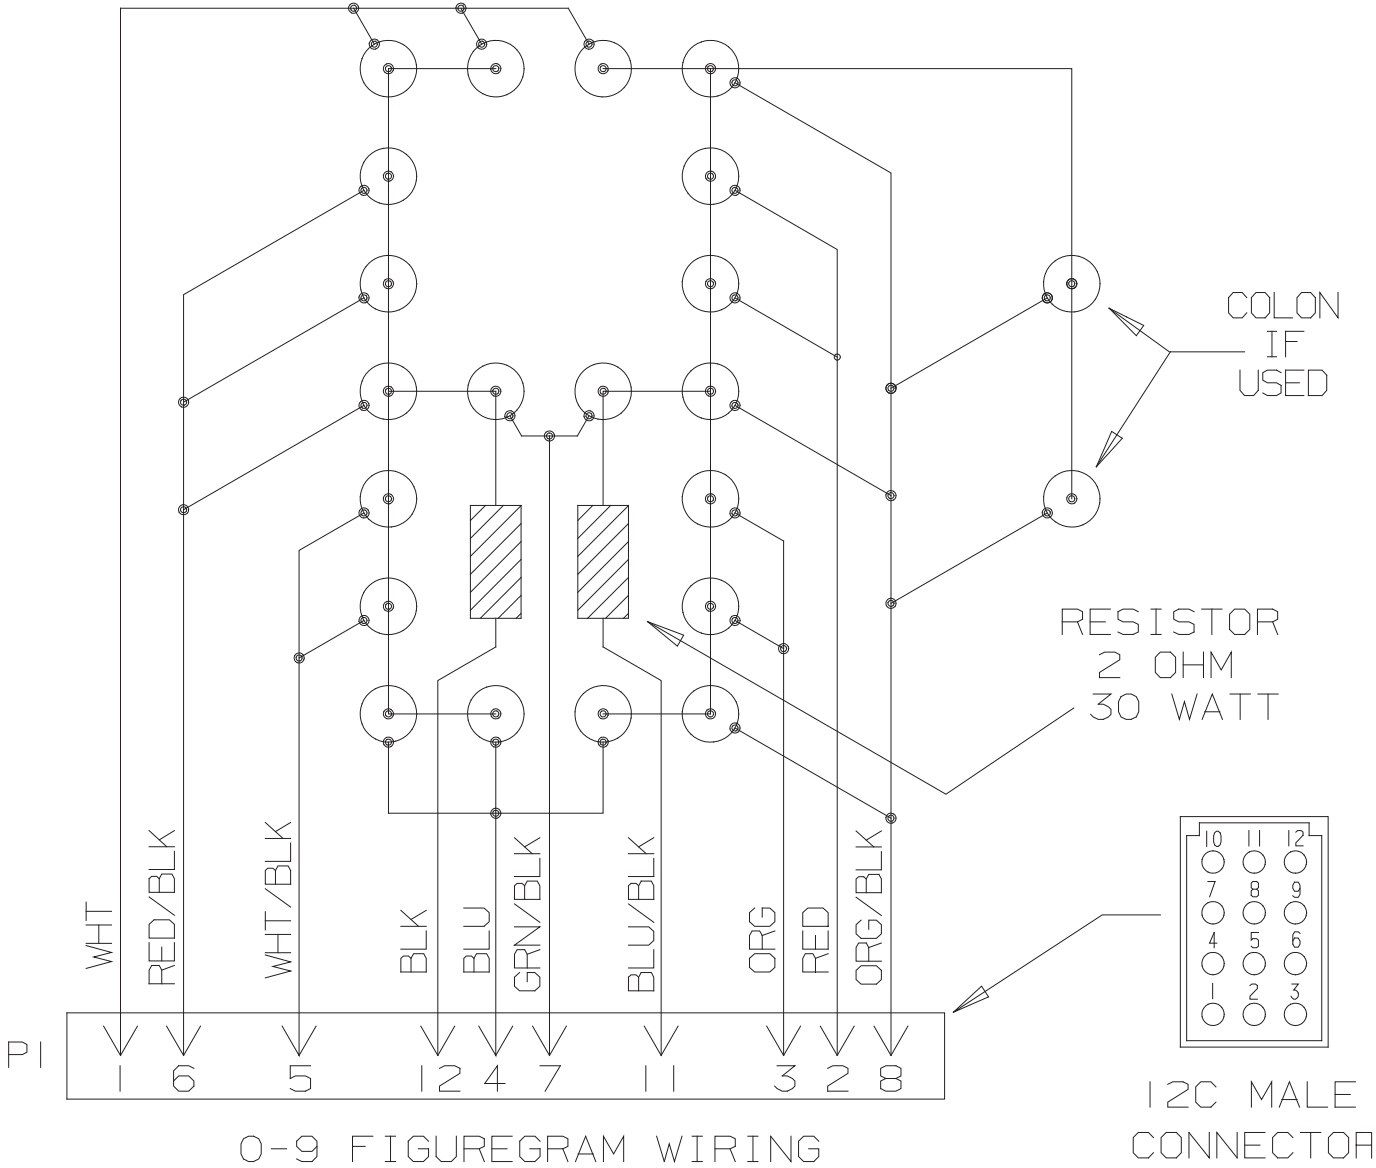 COLON
IF
USED
RESISTOR
2 OHM
30 WATT
WHT
RED/BLK
WHT/BLK
BLK
BLU
GRN/BLK
BLU/BLK
ORG
RED
ORG/BLK
10 11 12
7 8 9
4 5 6
1 2 3
P1
1 6 5 12 4 7 11 3 2 8
12C MALE
CONNECTOR
0-9 FIGUREGRAM WIRING